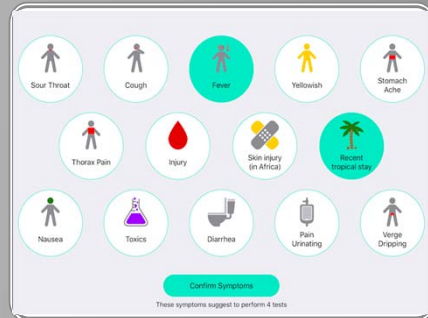 Sour Throat
Cough
Fever
Yellowish
Stomach
Ache
Thorax Pain
Injury
Skin injury
(in Africa)
Recent
tropical stay
Nausea
Toxics
Diarrhea
Pain
Urinating
Verge
Dripping
Confirm Symptoms
These symptoms suggest to perform 4 tests